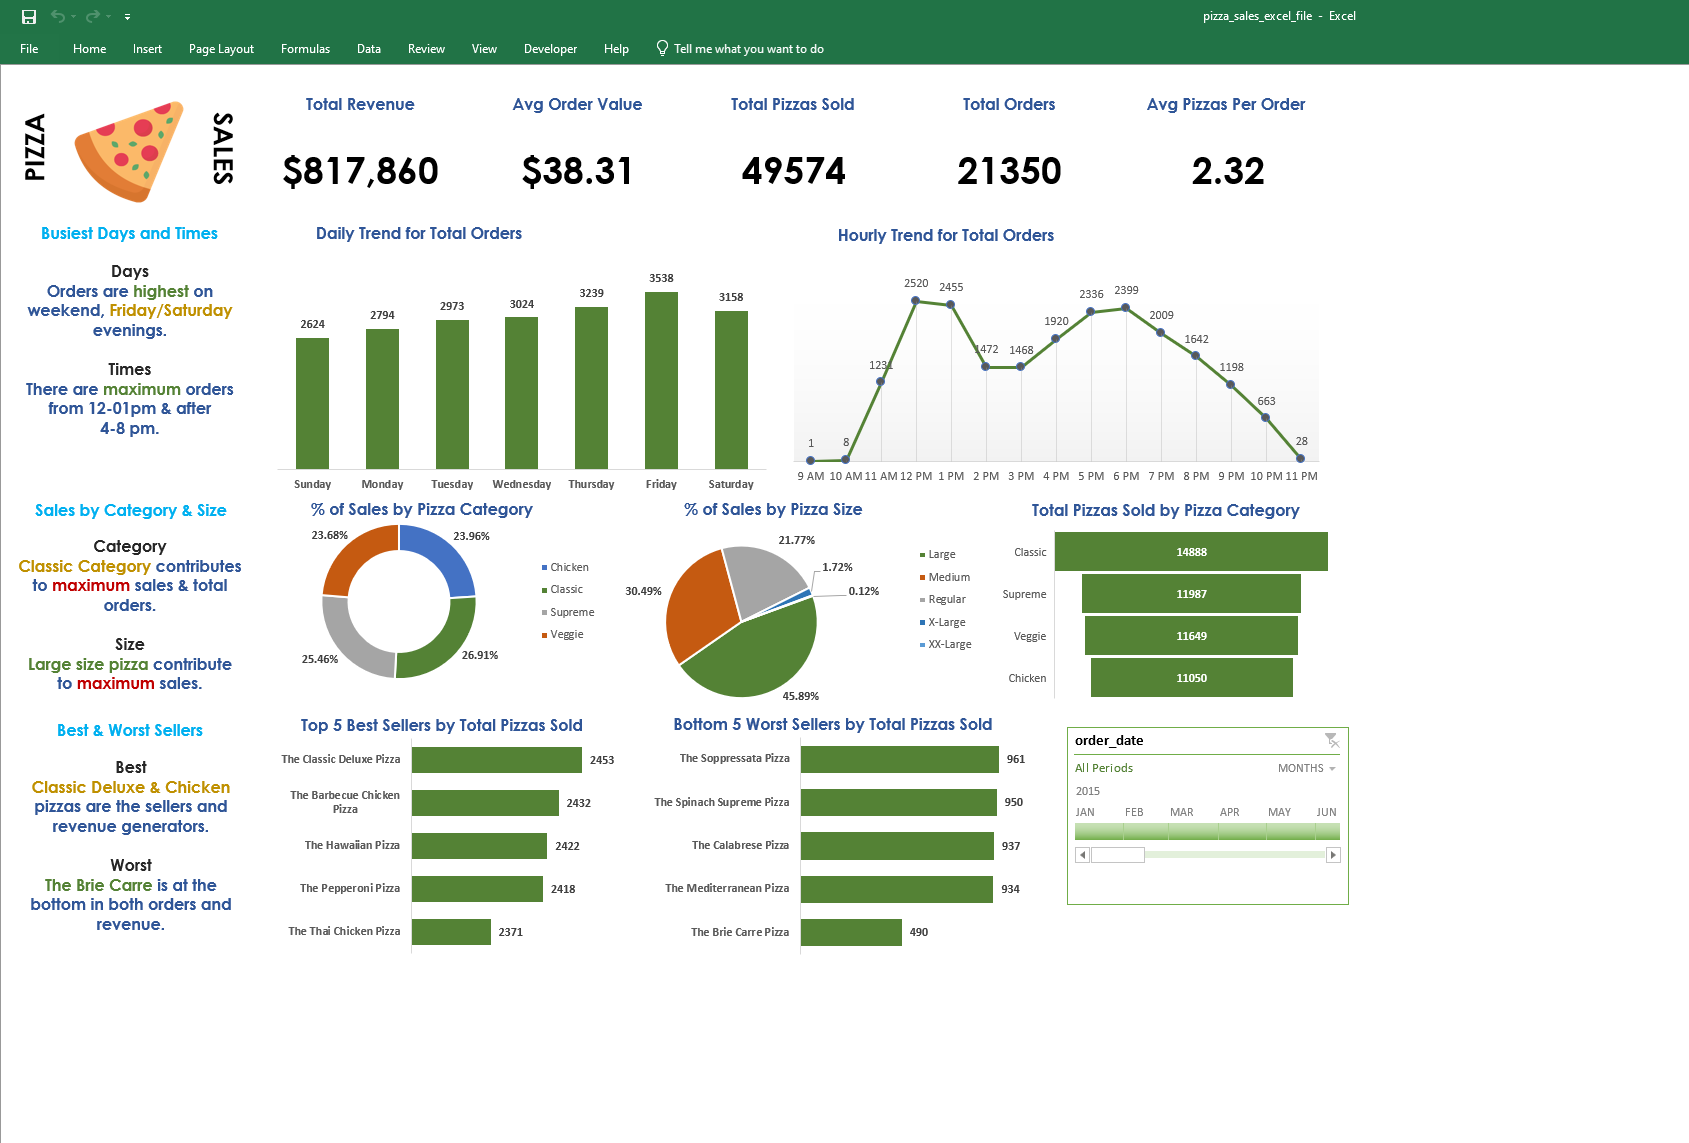 pizza_sales_excel_file - Excel
File Home Insert Page Layout Formulas Data Review View Developer Help Tell me what you want to do
PIZZA
SALES
Total Revenue
$817,860
Avg Order Value
$38.31
Total Pizzas Sold
49574
Total Orders
21350
Avg Pizzas Per Order
2.32
Busiest Days and Times
Days
Orders are highest on
weekend, Friday/Saturday
evenings.
Times
There are maximum orders
from 12-01pm & after
4-8 pm.
Daily Trend for Total Orders
2624 2794 2973 3024 3239 3538 3158
Sunday Monday Tuesday Wednesday Thursday Friday Saturday
Hourly Trend for Total Orders
1 8 1231 2520 2455 1472 1468 1920 2336 2399 2009 1642 1198 663 28
9 AM 10 AM 11 AM 12 PM 1 PM 2 PM 3 PM 4 PM 5 PM 6 PM 7 PM 8 PM 9 PM 10 PM 11 PM
Sales by Category & Size
Category
Classic Category contributes
to maximum sales & total
orders.
Size
Large size pizza contribute
to maximum sales.
% of Sales by Pizza Category
23.68%
23.96%
25.46%
26.91%
Chicken
Classic
Supreme
Veggie
% of Sales by Pizza Size
21.77%
1.72%
0.12%
30.49%
45.89%
Large
Medium
Regular
X-Large
XX-Large
Total Pizzas Sold by Pizza Category
Classic 14888
Supreme 11987
Veggie 11649
Chicken 11050
Best & Worst Sellers
Best
Classic Deluxe & Chicken
pizzas are the sellers and
revenue generators.
Worst
The Brie Carre is at the
bottom in both orders and
revenue.
Top 5 Best Sellers by Total Pizzas Sold
The Classic Deluxe Pizza 2453
The Barbecue Chicken
Pizza 2432
The Hawaiian Pizza 2422
The Pepperoni Pizza 2418
The Thai Chicken Pizza 2371
Bottom 5 Worst Sellers by Total Pizzas Sold
The Soppressata Pizza 961
The Spinach Supreme Pizza 950
The Calabrese Pizza 937
The Mediterranean Pizza 934
The Brie Carre Pizza 490
order_date
All Periods MONTHS
2015
JAN FEB MAR APR MAY JUN